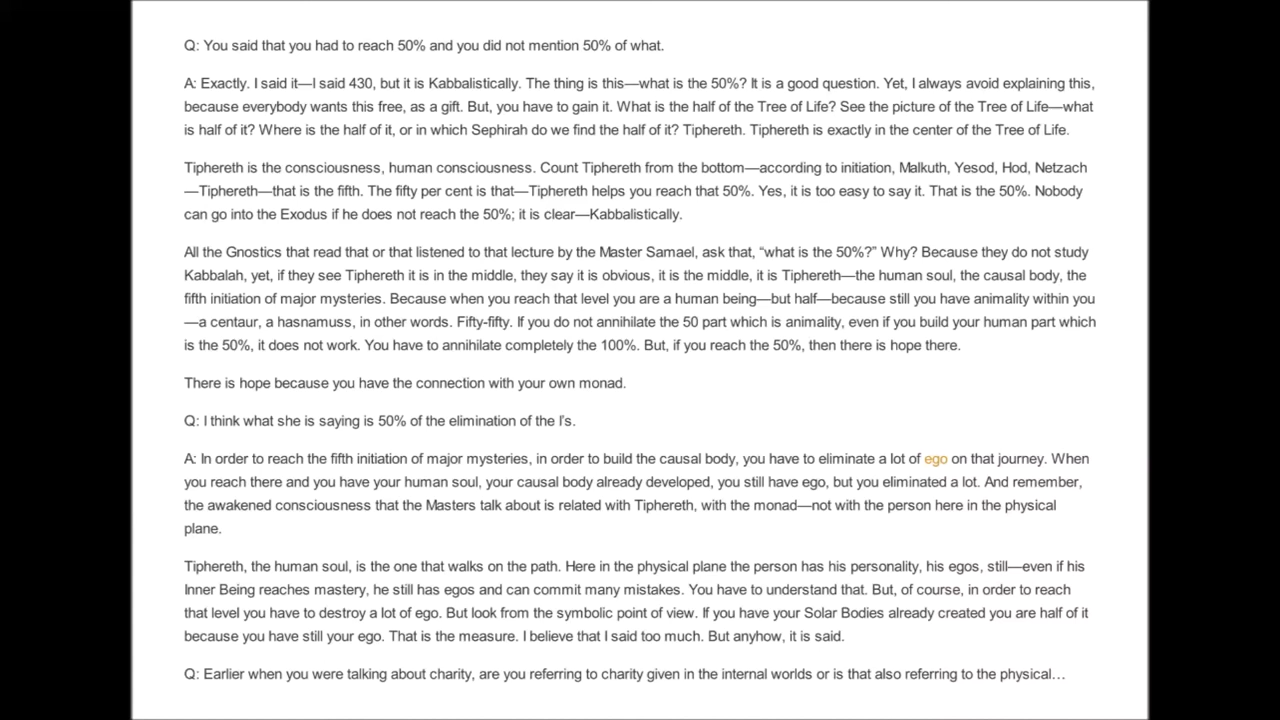 Q: You said that you had to reach 50% and you did not mention 50% of what.
A: Exactly. I said it—I said 430, but it is Kabbalistically. The thing is this—what is the 50%? It is a good question. Yet, I always avoid explaining this,
because everybody wants this free, as a gift. But, you have to gain it. What is the half of the Tree of Life? See the picture of the Tree of Life—what
is half of it? Where is the half of it, or in which Sephirah do we find the half of it? Tiphereth. Tiphereth is exactly in the center of the Tree of Life.
Tiphereth is the consciousness, human consciousness. Count Tiphereth from the bottom—according to initiation, Malkuth, Yesod, Hod, Netzach
—Tiphereth—that is the fifth. The fifty per cent is that—Tiphereth helps you reach that 50%. Yes, it is too easy to say it. That is the 50%. Nobody
can go into the Exodus if he does not reach the 50%; it is clear—Kabbalistically.
All the Gnostics that read that or that listened to that lecture by the Master Samael, ask that, “what is the 50%?” Why? Because they do not study
Kabbalah, yet, if they see Tiphereth it is in the middle, they say it is obvious, it is the middle, it is Tiphereth—the human soul, the causal body, the
fifth initiation of major mysteries. Because when you reach that level you are a human being—but half—because still you have animality within you
—a centaur, a hasnamuss, in other words. Fifty-fifty. If you do not annihilate the 50 part which is animality, even if you build your human part which
is the 50%, it does not work. You have to annihilate completely the 100%. But, if you reach the 50%, then there is hope there.
There is hope because you have the connection with your own monad.
Q: I think what she is saying is 50% of the elimination of the I's.
A: In order to reach the fifth initiation of major mysteries, in order to build the causal body, you have to eliminate a lot of ego on that journey. When
you reach there and you have your human soul, your causal body already developed, you still have ego, but you eliminated a lot. And remember,
the awakened consciousness that the Masters talk about is related with Tiphereth, with the monad—not with the person here in the physical
plane.
Tiphereth, the human soul, is the one that walks on the path. Here in the physical plane the person has his personality, his egos, still—even if his
Inner Being reaches mastery, he still has egos and can commit many mistakes. You have to understand that. But, of course, in order to reach
that level you have to destroy a lot of ego. But look from the symbolic point of view. If you have your Solar Bodies already created you are half of it
because you have still your ego. That is the measure. I believe that I said too much. But anyhow, it is said.
Q: Earlier when you were talking about charity, are you referring to charity given in the internal worlds or is that also referring to the physical…